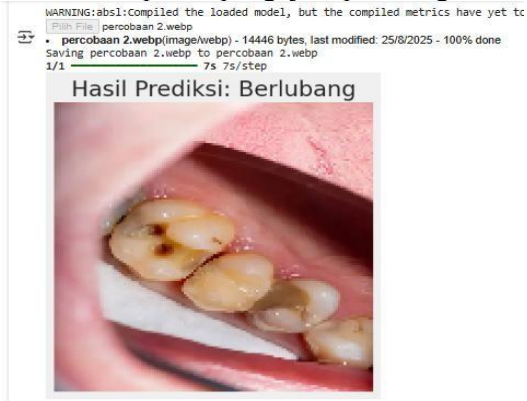 WARNING:absl:Compiled the loaded model, but the compiled metrics have yet to
Pilih File percobaan 2.webp
• percobaan 2.webp(image/webp) - 14446 bytes, last modified: 25/8/2025 - 100% done
Saving percobaan 2.webp to percobaan 2.webp
1/1 7s 7s/step
Hasil Prediksi: Berlubang